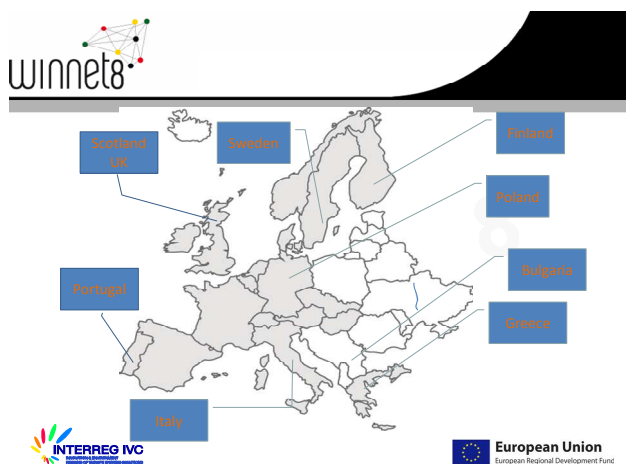 winnet8
Scotland
UK
Sweden
Finland
Poland
Portugal
Bulgaria
Greece
Italy
INTERREG IVC
European Union
European Regional Development Fund